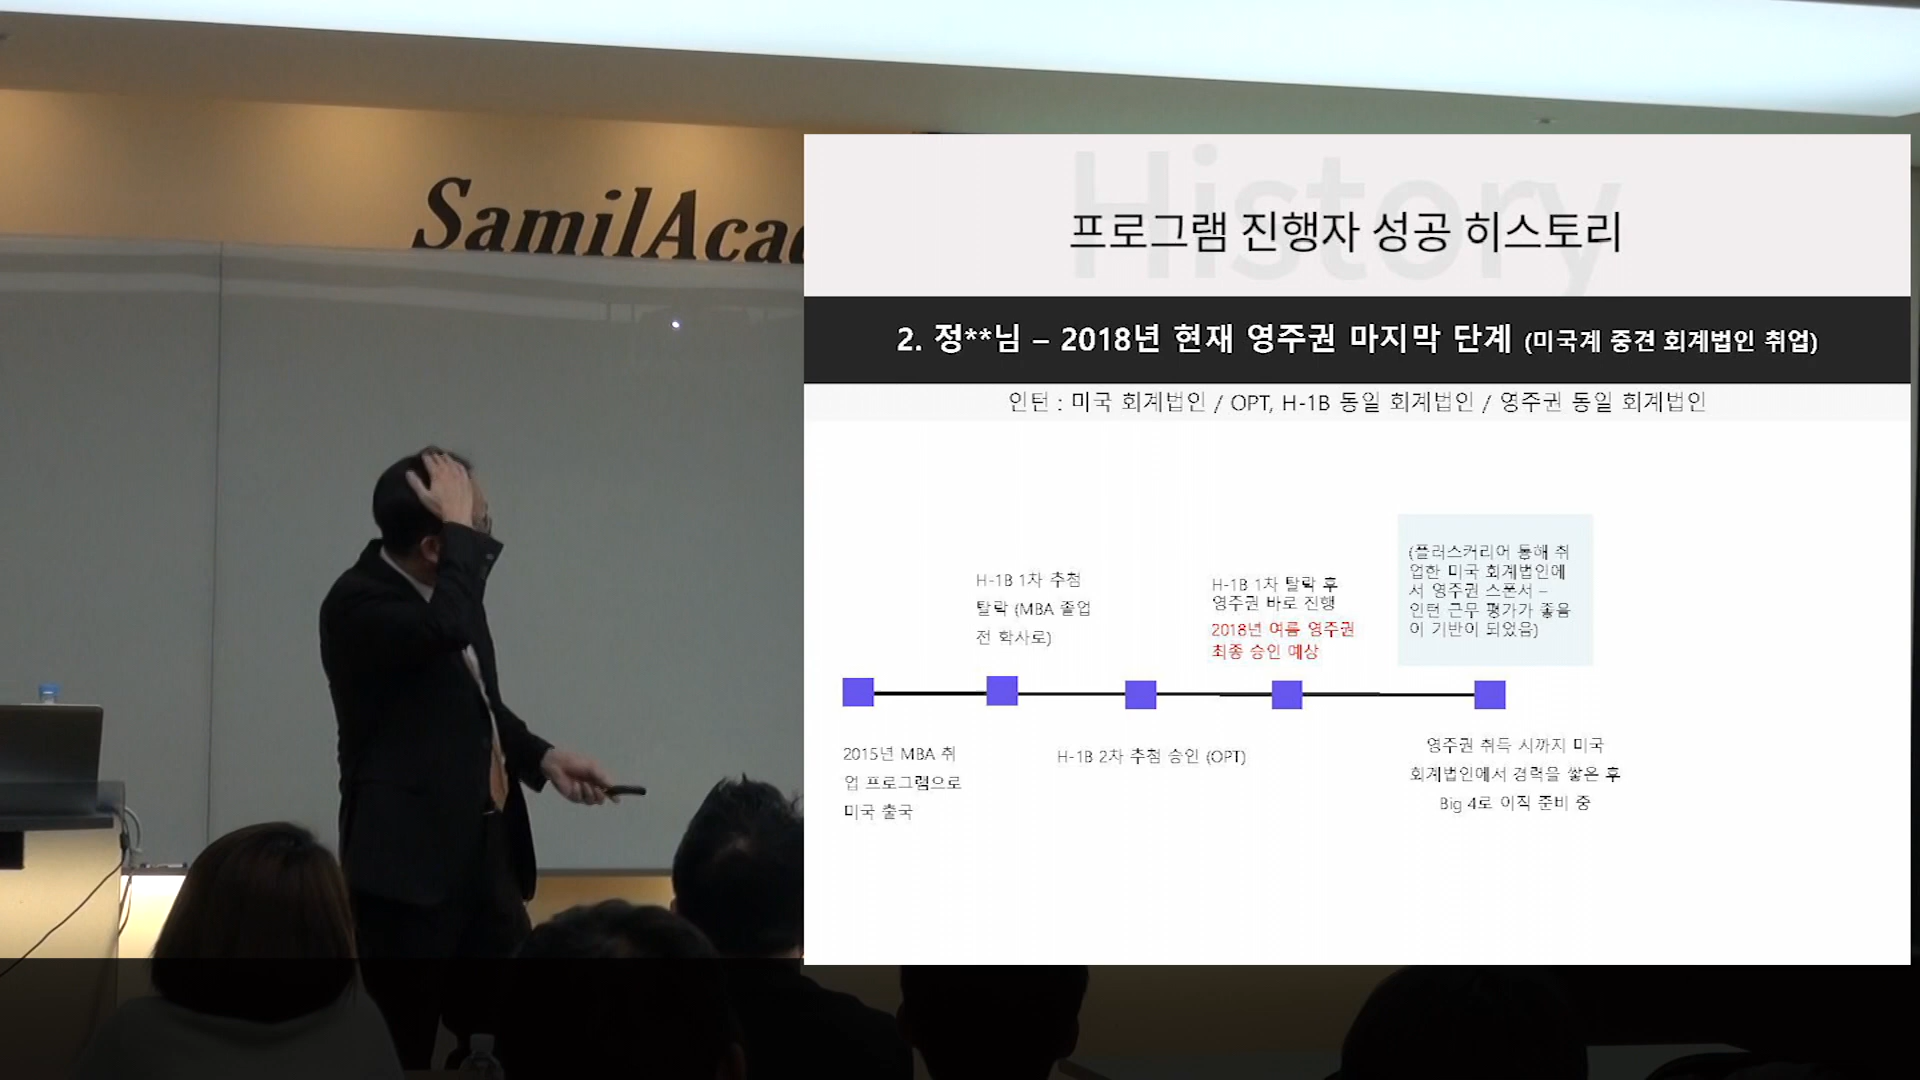 SamilAca
History
프로그램 진행자 성공 히스토리
2. 정**님 – 2018년 현재 영주권 마지막 단계 (미국계 중견 회계법인 취업)
인턴 : 미국 회계법인 / OPT, H-1B 동일 회계법인 / 영주권 동일 회계법인
H-1B 1차 추첨
탈락 (MBA 졸업
전 학사로)
H-1B 1차 탈락 후
영주권 바로 진행
2018년 여름 영주권
최종 승인 예상
(플러스커리어 통해 취
업한 미국 회계법인에
서 영주권 스폰서 –
인턴 근무 평가가 좋음
이 기반이 되었음)
2015년 MBA 취
업 프로그램으로
미국 출국
H-1B 2차 추첨 승인 (OPT)
영주권 취득 시까지 미국
회계법인에서 경력을 쌓은 후
Big 4로 이직 준비 중